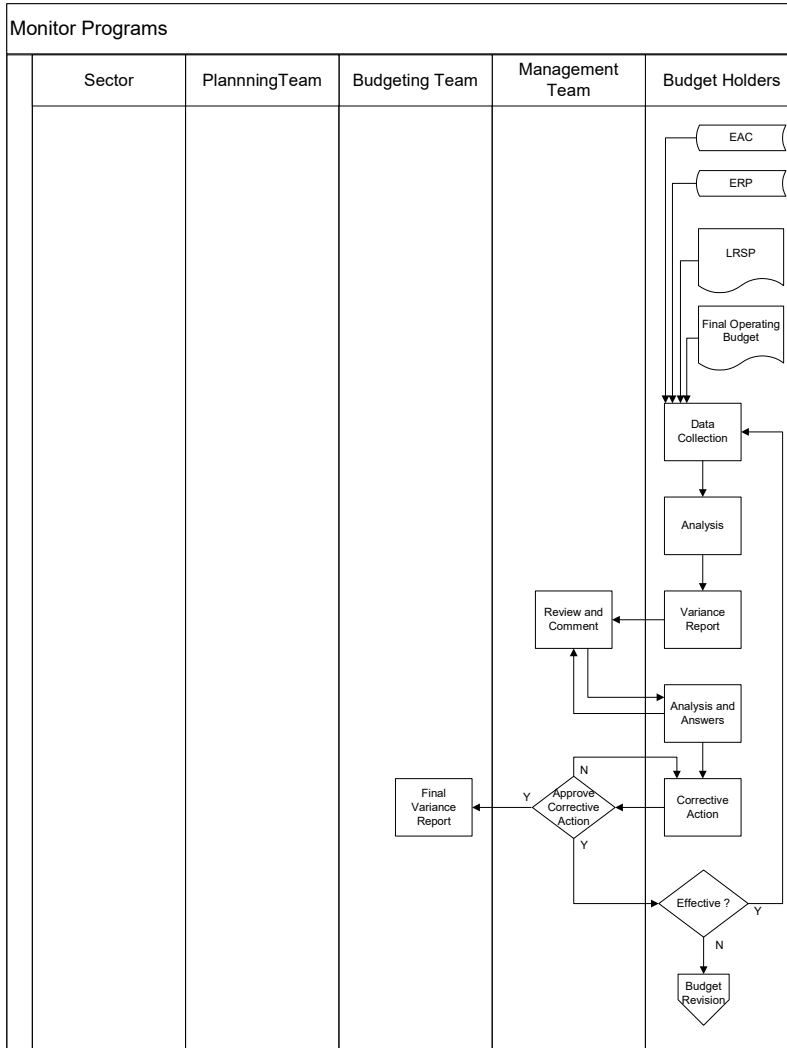 Monitor Programs
Sector
PlannningTeam
Budgeting Team
Management
Team
Budget Holders
EAC
ERP
LRSP
Final Operating
Budget
Data
Collection
Analysis
Review and
Comment
Variance
Report
Analysis and
Answers
N
Final
Variance
Report
Y
Approve
Corrective
Action
Corrective
Action
Y
Effective ?
Y
N
Budget
Revision